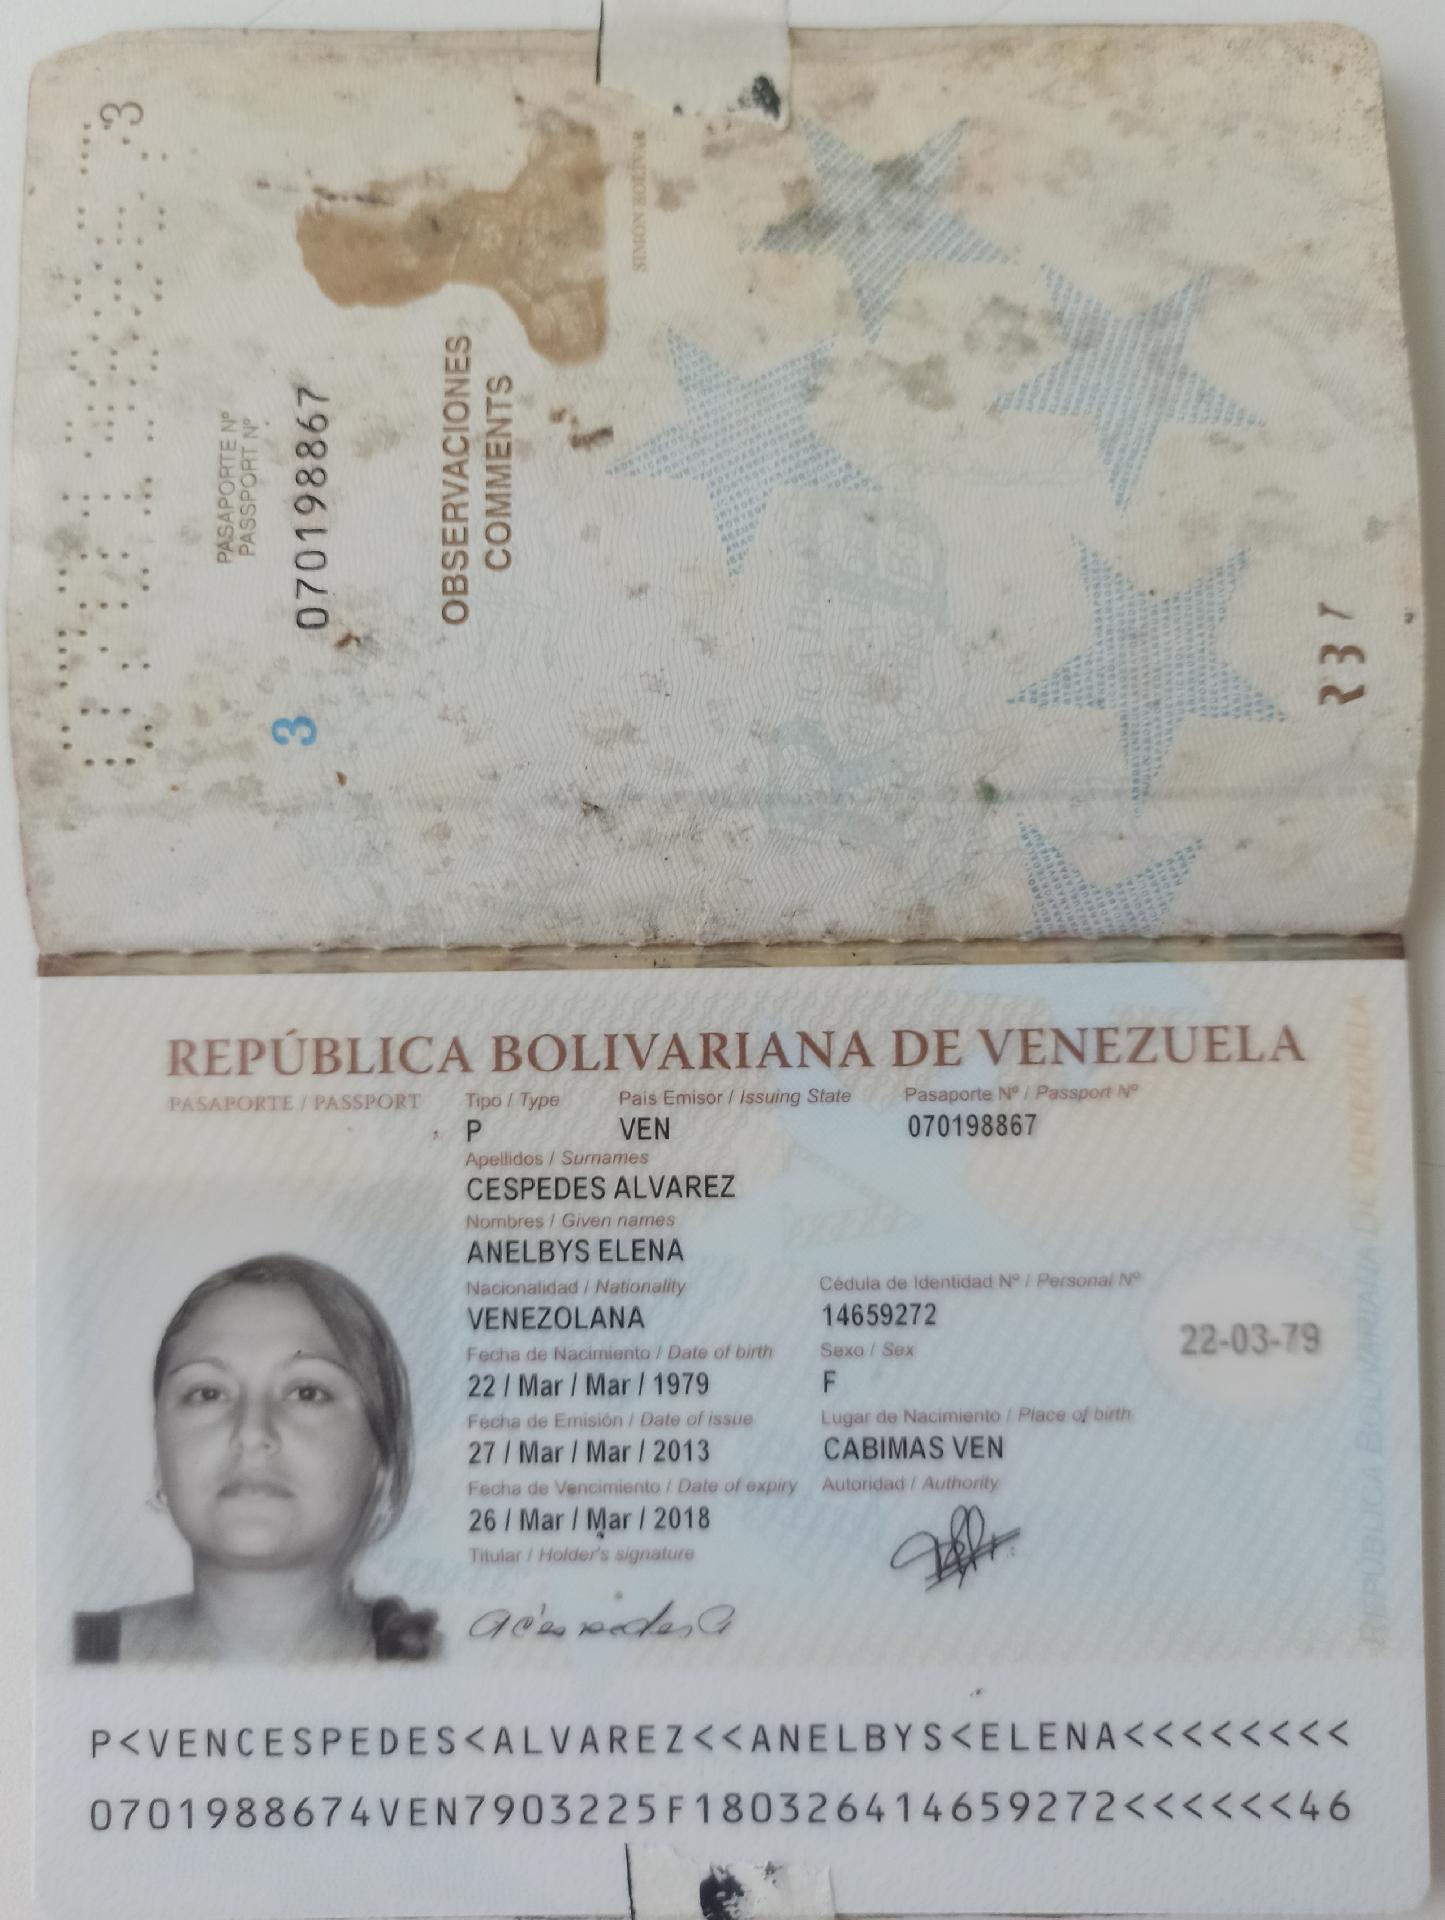 3
PASAPORTE Nº
PASSPORT Nº
070198867
3
OBSERVACIONES
COMMENTS
SIMÓN BOLÍVAR
REPÚBLICA BOLIVARIANA DE VENEZUELA
PASAPORTE / PASSPORT
Tipo / Type
País Emisor / Issuing State
Pasaporte Nº / Passport Nº
P
VEN
070198867
Apellidos / Surnames
CESPEDES ALVAREZ
Nombres / Given names
ANELBYS ELENA
Nacionalidad / Nationality
Cédula de Identidad Nº / Personal Nº
VENEZOLANA
14659272
22-03-79
Fecha de Nacimiento / Date of birth
Sexo / Sex
22 / Mar / Mar / 1979
F
Fecha de Emisión / Date of issue
Lugar de Nacimiento / Place of birth
27 / Mar / Mar / 2013
CABIMAS VEN
Fecha de Vencimiento / Date of expiry
Autoridad / Authority
26 / Mar / Mar / 2018
Titular / Holder's signature
REPÚBLICA BOLIVARIANA DE VENEZUELA
P<VENCESPEDES<ALVAREZ<<ANELBYS<ELENA<<<<<<<<
0701988674VEN7903225F180326414659272<<<<<<46